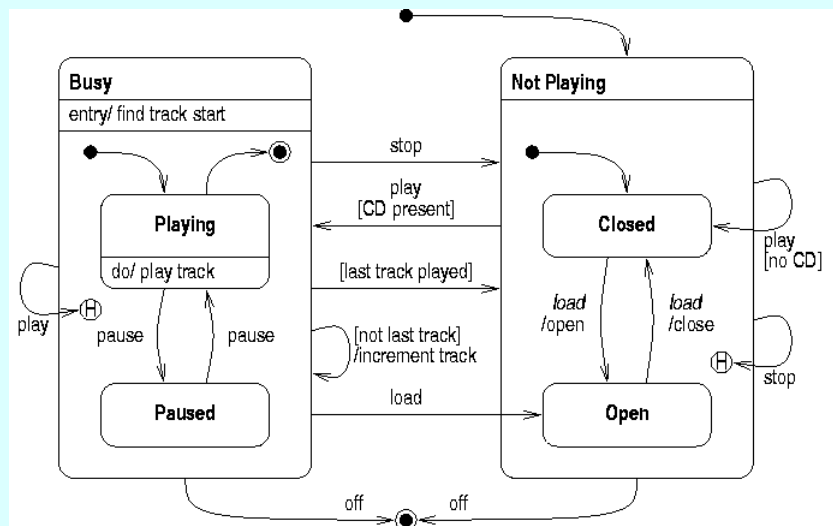 Busy
entry/ find track start
Playing
do/ play track
play
H
pause
pause
Paused
stop
play
[CD present]
[last track played]
[not last track]
/increment track
load
Not Playing
Closed
play
[no CD]
load
/open
load
/close
H
stop
Open
off
off